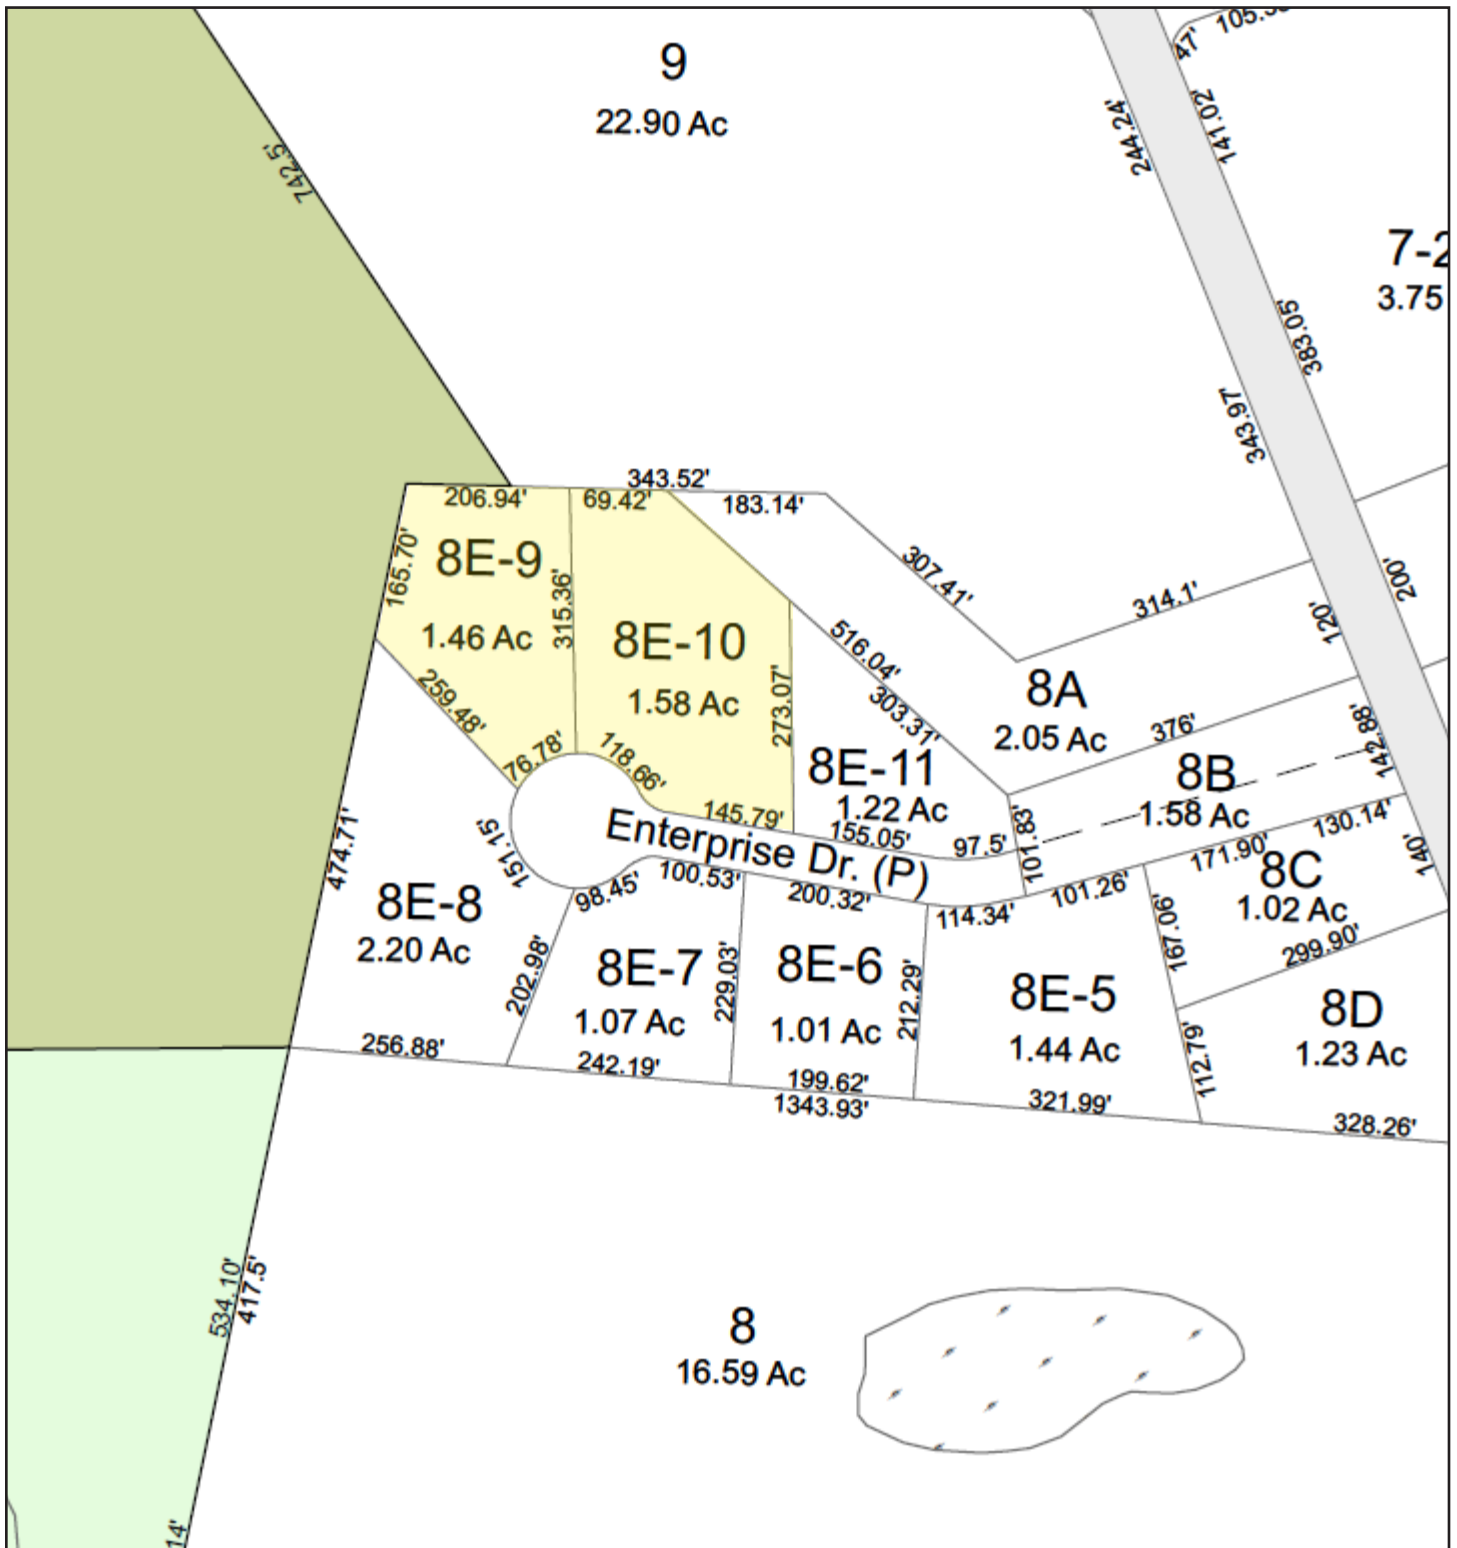 9
22.90 Ac
105.
47'
141.02'
244.24'
742.5'
7-2
3.75
383.05'
343.97'
343.52'
206.94'
69.42'
183.14'
165.70'
8E-9
1.46 Ac
315.36'
8E-10
1.58 Ac
307.41'
314.1'
200'
120'
516.04'
303.31'
273.07'
259.48'
76.78'
118.66'
145.79'
8A
2.05 Ac
376'
142.88'
8B
1.58 Ac
8E-11
1.22 Ac
155.05'
97.5'
101.83'
Enterprise Dr. (P)
130.14'
171.90'
140'
8C
1.02 Ac
474.71'
151.15'
98.45'
100.53'
200.32'
114.34'
101.26'
167.06'
299.90'
8E-8
2.20 Ac
202.98'
8E-7
1.07 Ac
229.03'
8E-6
1.01 Ac
212.29'
8E-5
1.44 Ac
112.79'
8D
1.23 Ac
256.88'
242.19'
199.62'
1343.93'
321.99'
328.26'
534.10'
417.5'
8
16.59 Ac
14'